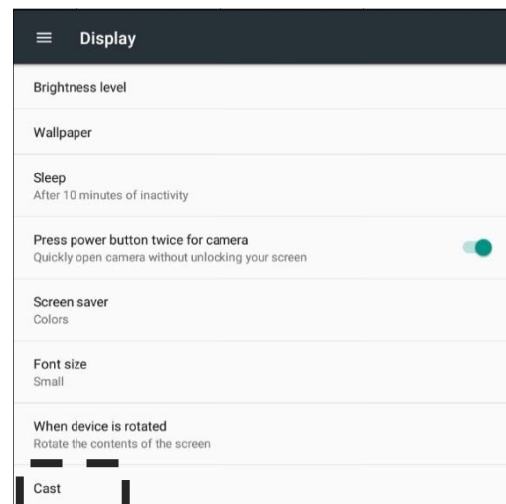 Display
Brightness level
Wallpaper
Sleep
After 10 minutes of inactivity
Press power button twice for camera
Quickly open camera without unlocking your screen
Screen saver
Colors
Font size
Small
When device is rotated
Rotate the contents of the screen
Cast